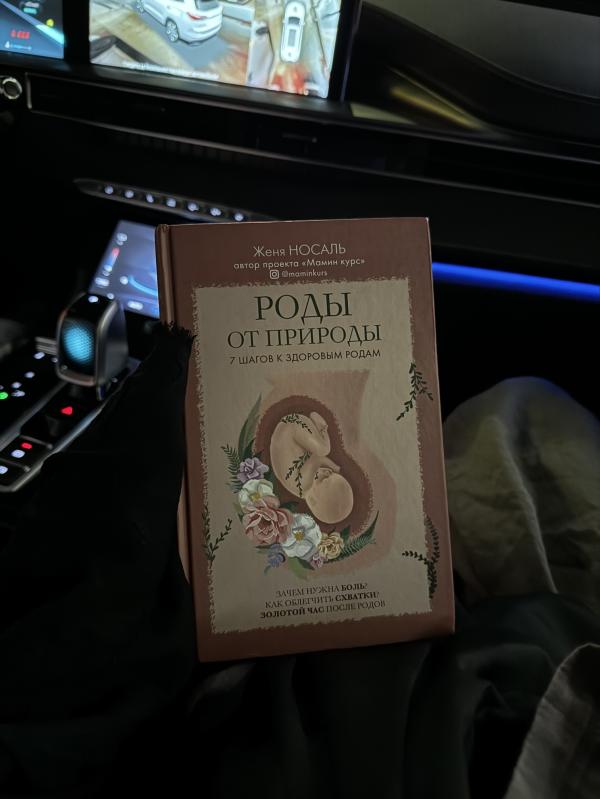 Женя НОСАЛЬ
автор проекта «Мамин курс»
@maminkurs
РОДЫ
ОТ ПРИРОДЫ
7 ШАГОВ К ЗДОРОВЫМ РОДАМ
ЗАЧЕМ НУЖНА БОЛЬ?
КАК ОБЛЕГЧИТЬ СХВАТКИ?
ЗОЛОТОЙ ЧАС ПОСЛЕ РОДОВ